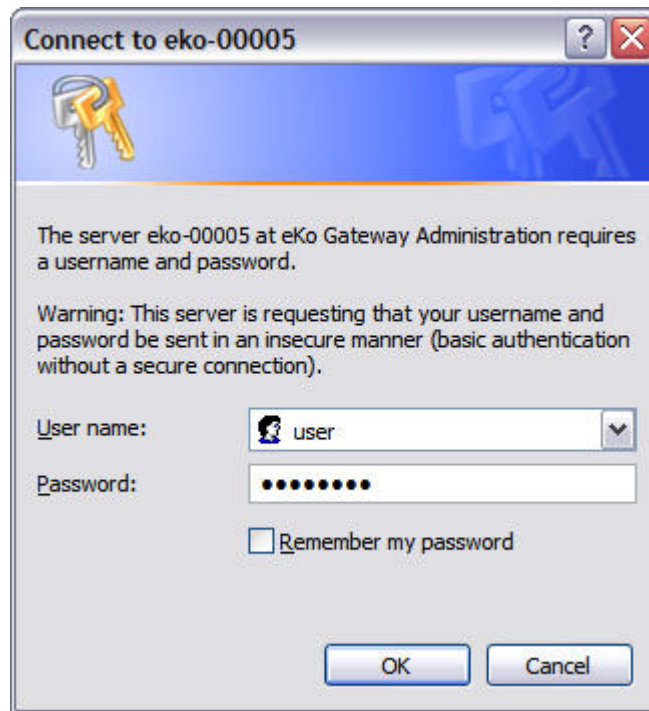 Connect to eko-00005
?
The server eko-00005 at eKo Gateway Administration requires
a username and password.
Warning: This server is requesting that your username and
password be sent in an insecure manner (basic authentication
without a secure connection).
User name: user
Password: ••••••••
Remember my password
OK Cancel